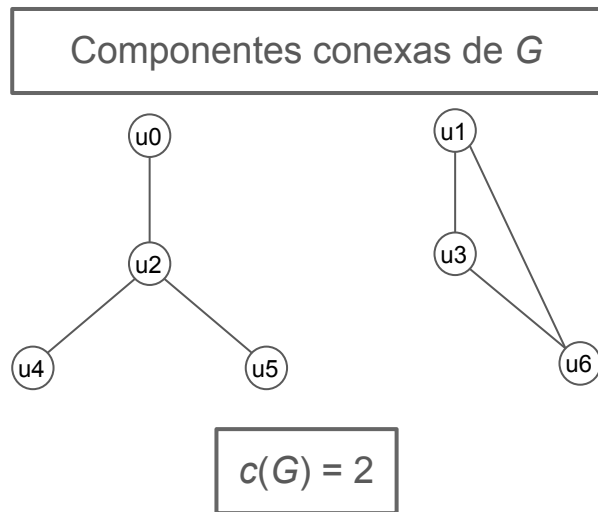 Componentes conexas de G
u0
u1
u2
u3
u4
u5
u6
c(G) = 2